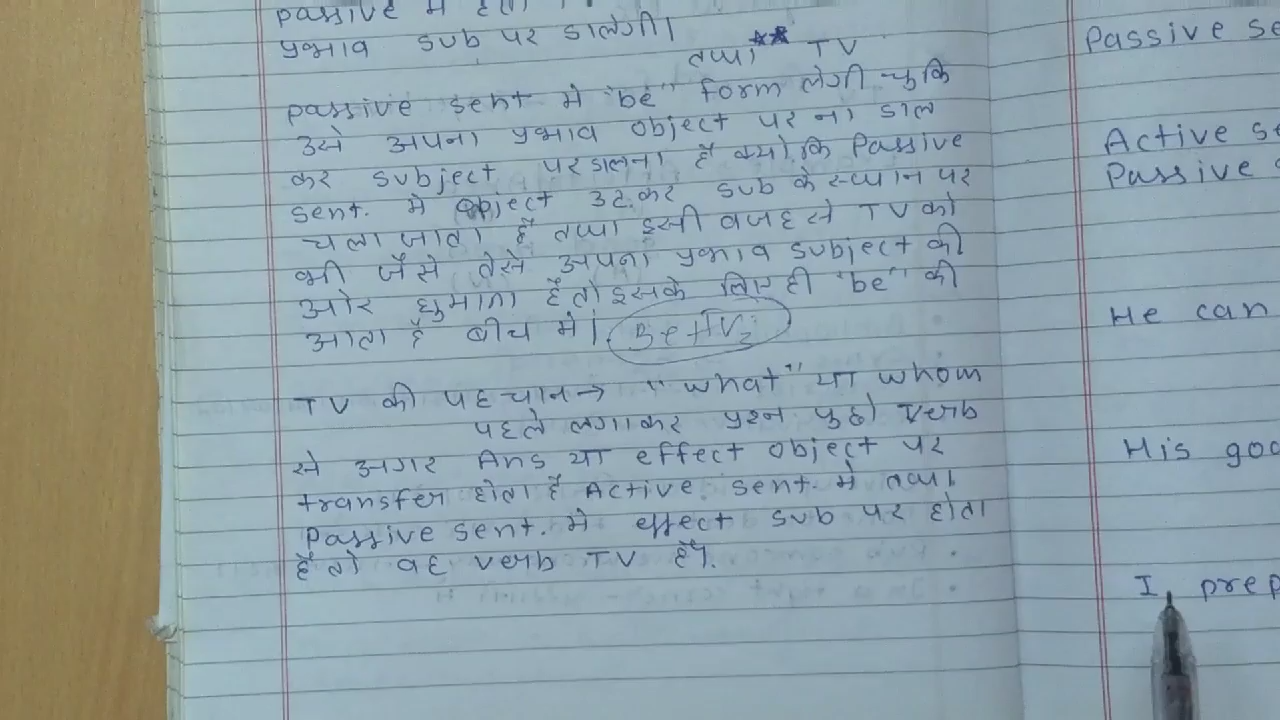 passive में होता
प्रभाव sub पर डालेगी।
तथा ** TV
passive sent में "be" form लेगी चुकि
उसे अपना प्रभाव object पर ना डाल
कर subject पर डालना है क्यों कि Passive
sent. में object उठकर sub के स्थान पर
चला जाता है तथा इसी वजह से TV को
भी जैसे तैसे अपना प्रभाव subject की
ओर घुमाना है तो इसके लिए ही "be" की
आता है बीच में। Be+TV3
TV की पहचान → "what" या whom
पहले लगाकर प्रश्न पुछो verb
से अगर Ans या effect object पर
transfer होता है Active sent. में तथा
Passive sent. में effect sub पर होता
है तो वह verb TV है।
Passive se
Active se
Passive
He can
His goo
I prep